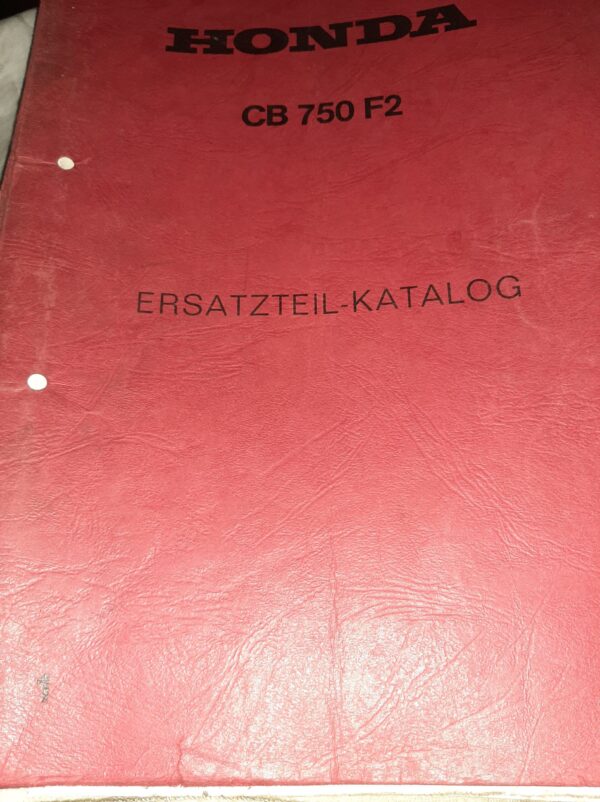 HONDA
CB 750 F2
ERSATZTEIL-KATALOG